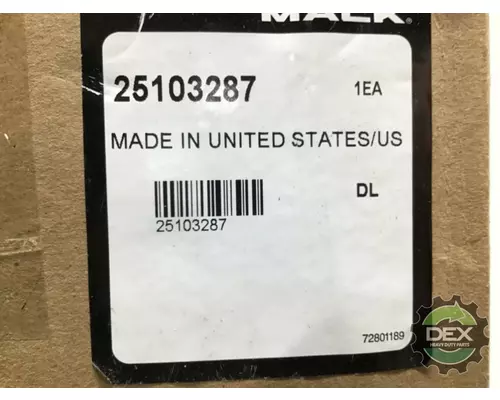 MACK®
25103287 1EA
MADE IN UNITED STATES/US
25103287 DL
72801189
DEX
HEAVY DUTY PARTS